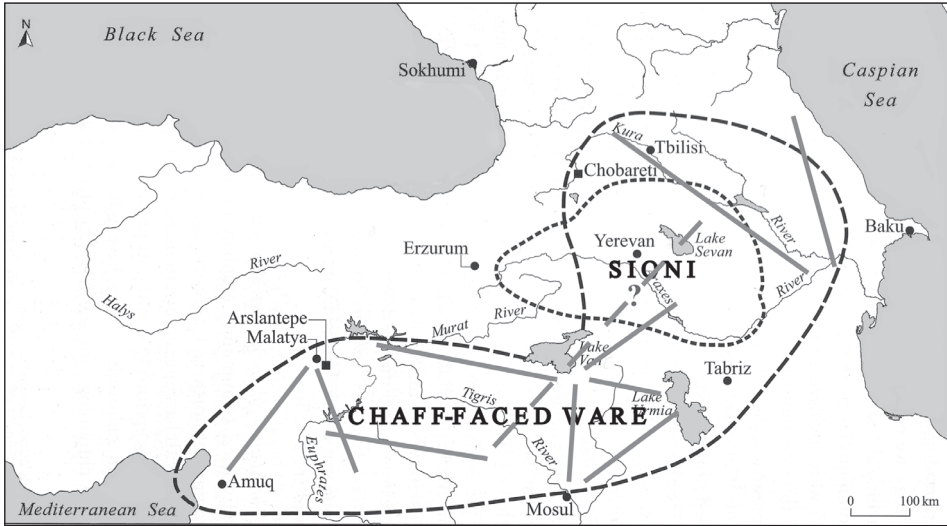 N
Black Sea
Caspian
Sea
Sokhumi
Kura
Tbilisi
Chobareti
River
Baku
Erzurum
Yerevan
Lake
Sevan
SIONI
?
Araxes
River
River
Halys
Arslantepe
Malatya
Murat River
Lake
Van
Tabriz
Tigris
Lake
Urmia
CHAFF-FACED WARE
River
Euphrates
Amuq
Mosul
Mediterranean Sea
0 100 km